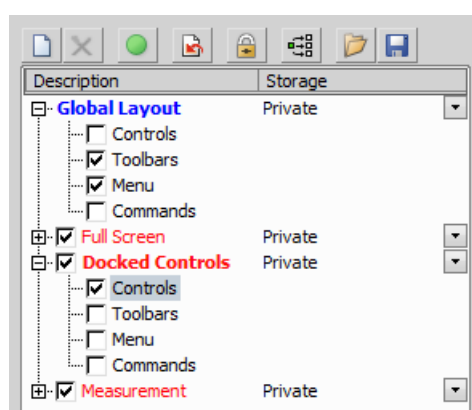 Description Storage
Global Layout Private
Controls
Toolbars
Menu
Commands
Full Screen Private
Docked Controls Private
Controls
Toolbars
Menu
Commands
Measurement Private